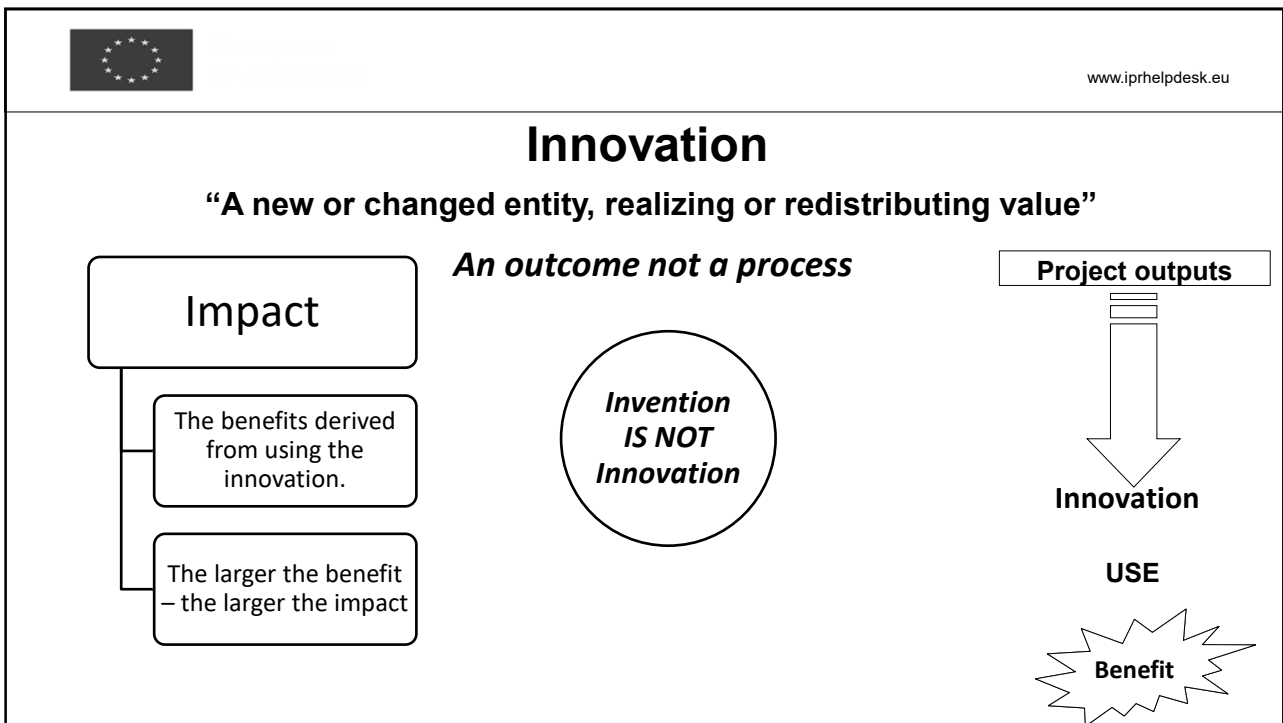 www.iprhelpdesk.eu
Innovation
“A new or changed entity, realizing or redistributing value”
An outcome not a process
Impact
The benefits derived
from using the
innovation.
The larger the benefit
– the larger the impact
Invention
IS NOT
Innovation
Project outputs
Innovation
USE
Benefit